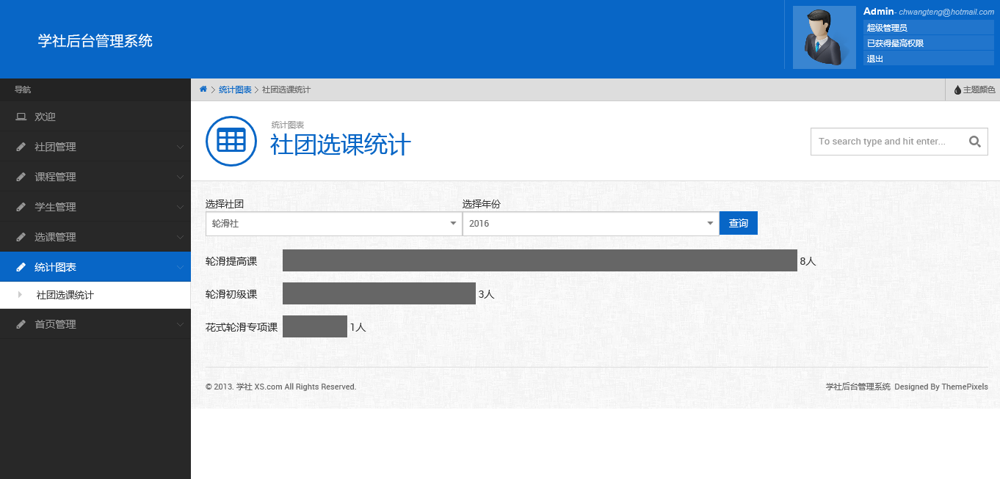 学社后台管理系统
Admin- chwangteng@hotmail.com
超级管理员
已获得最高权限
退出
导航
欢迎
社团管理
课程管理
学生管理
选课管理
统计图表
社团选课统计
首页管理
统计图表 社团选课统计
主题颜色
统计图表
社团选课统计
To search type and hit enter...
选择社团 选择年份
轮滑社 2016 查询
轮滑提高课 8人
轮滑初级课 3人
花式轮滑专项课 1人
© 2013. 学社 XS.com All Rights Reserved.
学社后台管理系统 Designed By ThemePixels